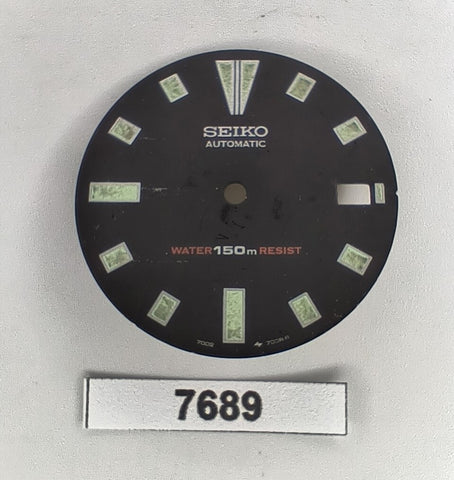 SEIKO
AUTOMATIC
WATER 150m RESIST
7002
7689